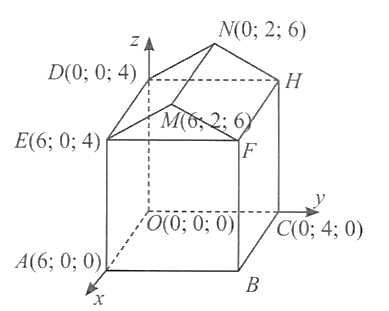 N(0; 2; 6)
z
D(0; 0; 4)
H
M(6; 2; 6)
E(6; 0; 4)
F
y
O(0; 0; 0)
C(0; 4; 0)
A(6; 0; 0)
B
x